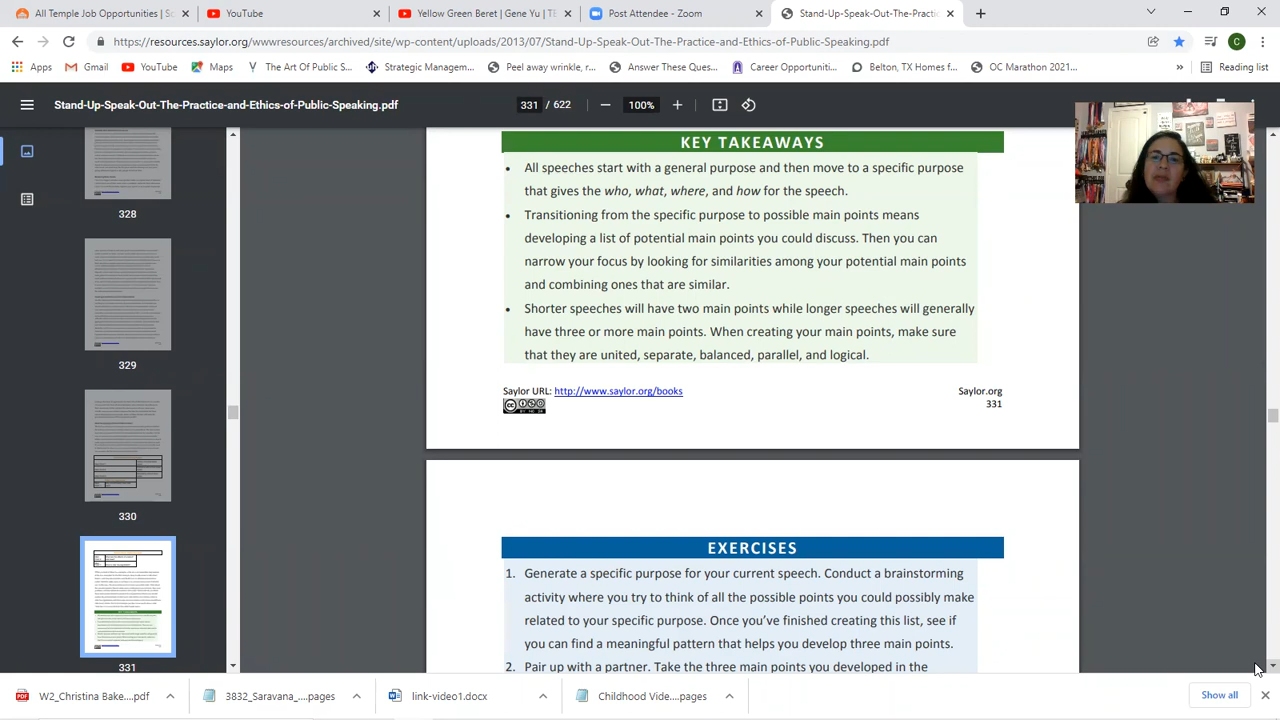 All Temple Job Opportunities | Sc
YouTube
Yellow Green Beret | Gene Yu | TE
Post Attendee - Zoom
Stand-Up-Speak-Out-The-Practic
https://resources.saylor.org/wwwresources/archived/site/wp-content/uploads/2013/07/Stand-Up-Speak-Out-The-Practice-and-Ethics-of-Public-Speaking.pdf
C
Apps
Gmail
YouTube
Maps
The Art Of Public S...
Strategic Managem...
Peel away wrinkle, r...
Answer These Ques...
Career Opportuniti...
Belton, TX Homes f...
OC Marathon 2021...
»
Reading list
Stand-Up-Speak-Out-The-Practice-and-Ethics-of-Public-Speaking.pdf
331 / 622
100%
328
329
330
331
KEY TAKEAWAYS
All speeches start with a general purpose and then move to a specific purpose
that gives the who, what, where, and how for the speech.
• Transitioning from the specific purpose to possible main points means
developing a list of potential main points you could discuss. Then you can
narrow your focus by looking for similarities among your potential main points
and combining ones that are similar.
• Shorter speeches will have two main points while longer speeches will generally
have three or more main points. When creating your main points, make sure
that they are united, separate, balanced, parallel, and logical.
Saylor URL: http://www.saylor.org/books
Saylor.org
331
EXERCISES
1. Generate a specific purpose for your current speech. Conduct a brainstorming
activity where you try to think of all the possible points you could possibly make
related to your specific purpose. Once you've finished creating this list, see if
you can find a meaningful pattern that helps you develop three main points.
2. Pair up with a partner. Take the three main points you developed in the
W2_Christina Bake....pdf
3832_Saravana_....pages
link-video1.docx
Childhood Vide....pages
Show all